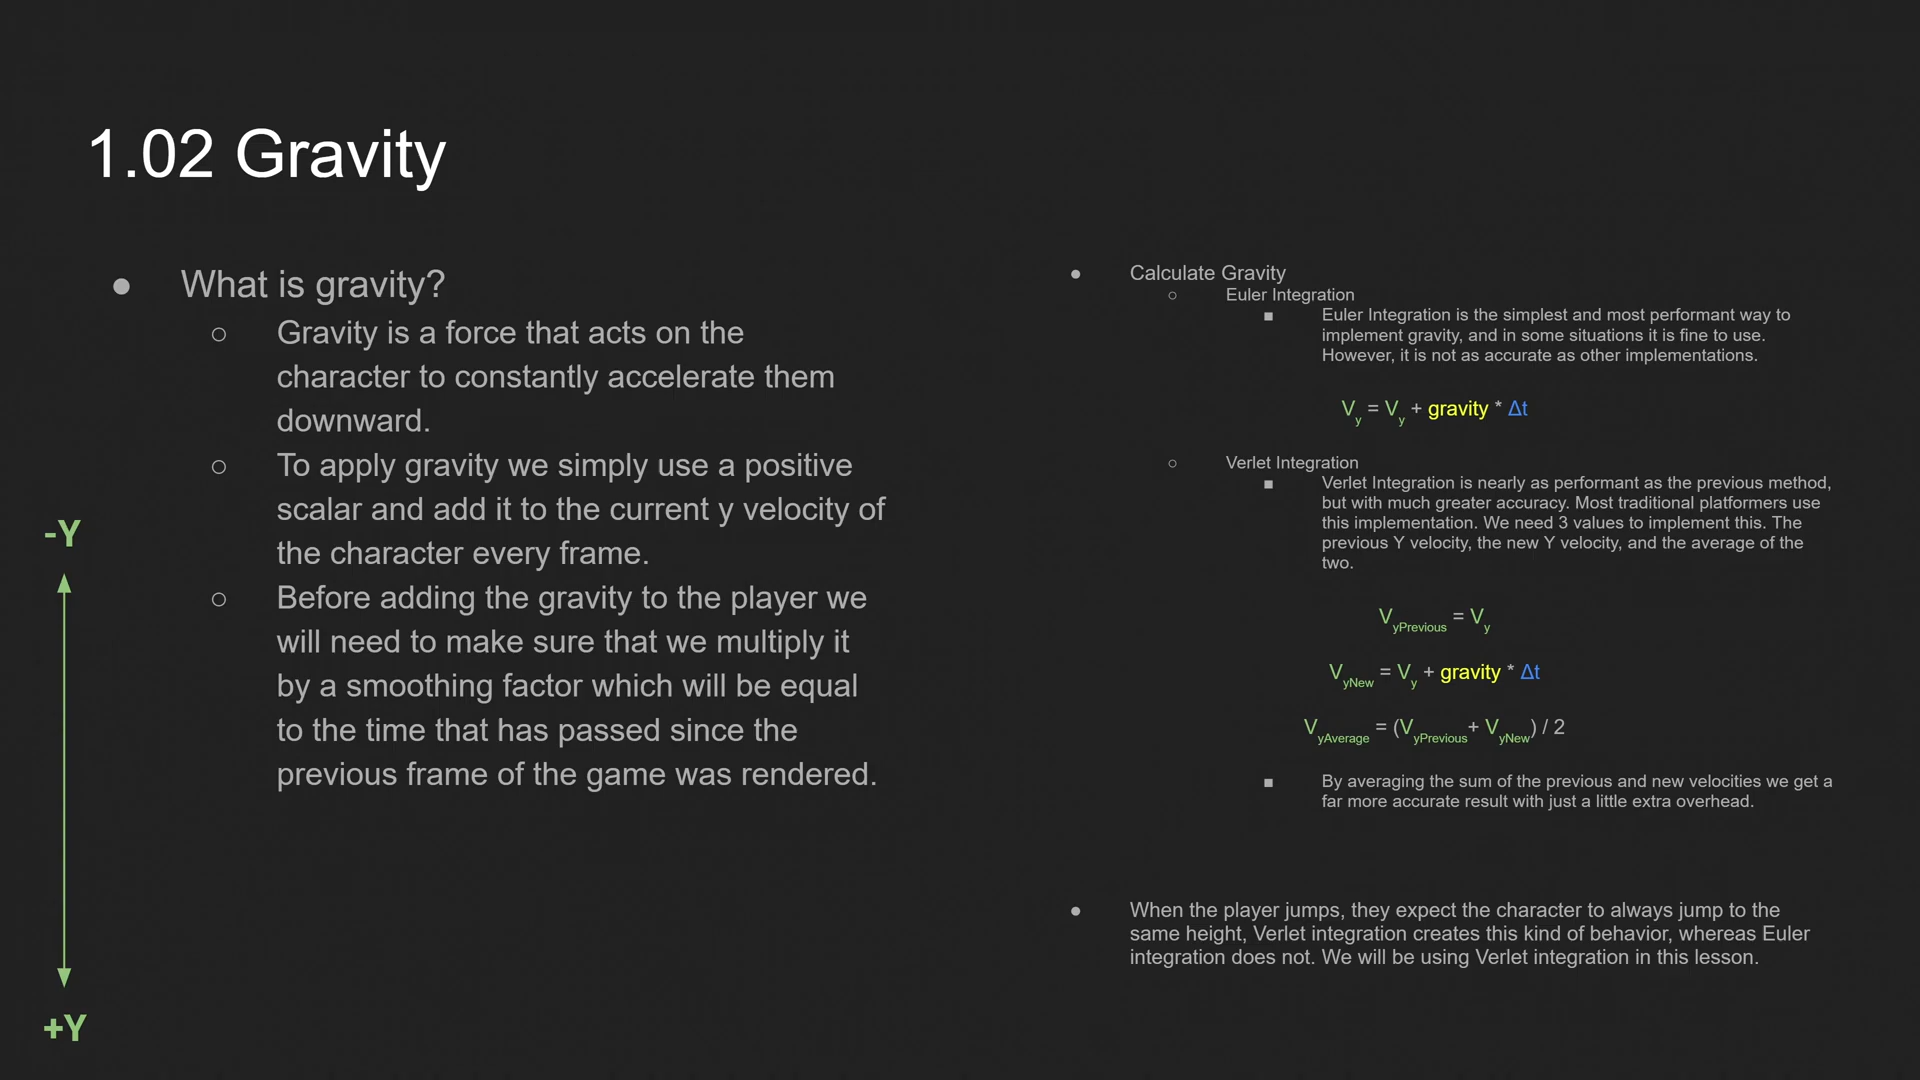 1.02 Gravity
● What is gravity?
○ Gravity is a force that acts on the
character to constantly accelerate them
downward.
○ To apply gravity we simply use a positive
scalar and add it to the current y velocity of
the character every frame.
○ Before adding the gravity to the player we
will need to make sure that we multiply it
by a smoothing factor which will be equal
to the time that has passed since the
previous frame of the game was rendered.
-Y
+Y
● Calculate Gravity
○ Euler Integration
■ Euler Integration is the simplest and most performant way to
implement gravity, and in some situations it is fine to use.
However, it is not as accurate as other implementations.
Vy = Vy + gravity * Δt
○ Verlet Integration
■ Verlet Integration is nearly as performant as the previous method,
but with much greater accuracy. Most traditional platformers use
this implementation. We need 3 values to implement this. The
previous Y velocity, the new Y velocity, and the average of the
two.
VyPrevious = Vy
VyNew = Vy + gravity * Δt
VyAverage = (VyPrevious+ VyNew) / 2
■ By averaging the sum of the previous and new velocities we get a
far more accurate result with just a little extra overhead.
● When the player jumps, they expect the character to always jump to the
same height, Verlet integration creates this kind of behavior, whereas Euler
integration does not. We will be using Verlet integration in this lesson.